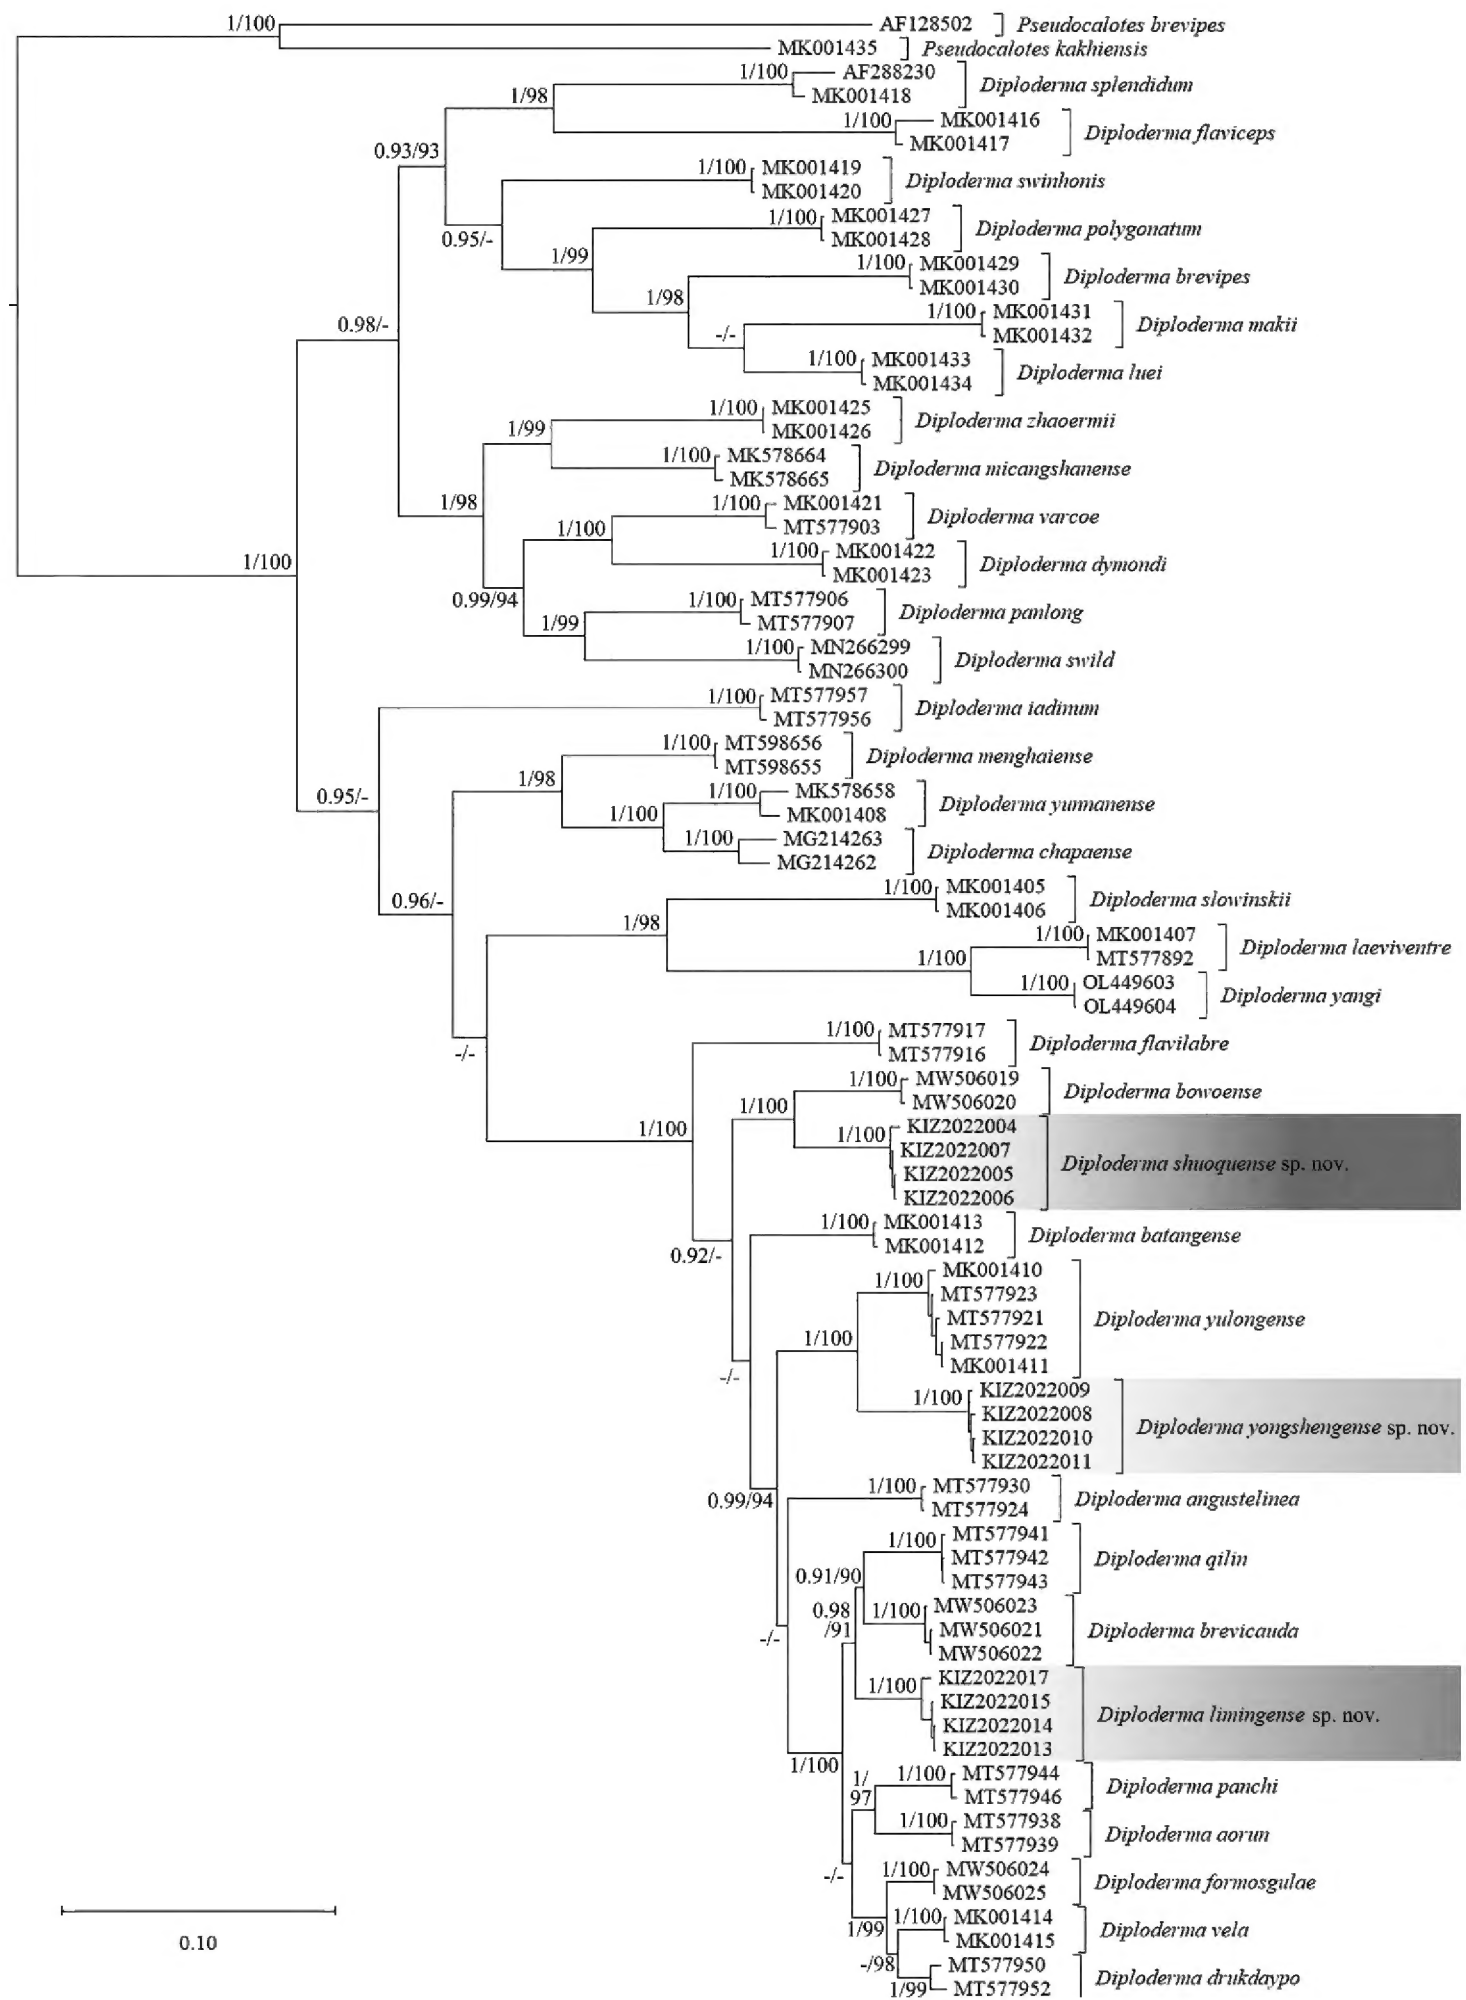 1/100 AF128502 Pseudocalotes brevipes
MK001435 Pseudocalotes kakhiensis
1/100 AF288230 Diploderma splendidum
1/98 MK001418
1/100 MK001416 Diploderma flaviceps
MK001417
0.93/93
1/100 MK001419 Diploderma swinhonis
MK001420
1/100 MK001427 Diploderma polygonatum
0.95/- MK001428
1/99 1/100 MK001429 Diploderma brevipes
MK001430
1/98
1/100 MK001431 Diploderma makii
0.98/- -/- MK001432
1/100 MK001433 Diploderma luei
MK001434
1/100 MK001425 Diploderma zhaoermii
1/99 MK001426
1/100 MK578664 Diploderma micangshanense
MK578665
1/98 1/100 MK001421 Diploderma varcoe
1/100 MT577903
1/100 MK001422 Diploderma dymondi
1/100 MK001423
0.99/94 1/100 MT577906 Diploderma panlong
1/99 MT577907
1/100 MN266299 Diploderma swild
MN266300
1/100 MT577957 Diploderma iadinum
MT577956
1/100 MT598656 Diploderma menghaiense
1/98 MT598655
0.95/- 1/100 MK578658 Diploderma yunnanense
1/100 MK001408
1/100 MG214263 Diploderma chapaense
MG214262
1/100 MK001405 Diploderma slowinskii
0.96/- MK001406
1/98 1/100 MK001407 Diploderma laeviventre
1/100 MT577892
1/100 OL449603 Diploderma yangi
OL449604
1/100 MT577917 Diploderma flavilabre
-/- MT577916
1/100 MW506019 Diploderma bowoense
1/100 MW506020
1/100 1/100 KIZ2022004
KIZ2022007 Diploderma shuoquense sp. nov.
KIZ2022005
KIZ2022006
1/100 MK001413 Diploderma batangense
0.92/- MK001412
1/100 MK001410
MT577923
MT577921 Diploderma yulongense
1/100 MT577922
-/- MK001411
1/100 KIZ2022009
KIZ2022008 Diploderma yongshengense sp. nov.
KIZ2022010
KIZ2022011
1/100 MT577930 Diploderma angustelinea
0.99/94 MT577924
1/100 MT577941
MT577942 Diploderma qilin
0.91/90 MT577943
0.98 1/100 MW506023
/91 MW506021 Diploderma brevicauda
-/- MW506022
1/100 KIZ2022017
KIZ2022015 Diploderma limingense sp. nov.
KIZ2022014
KIZ2022013
1/100
1/ 1/100 MT577944 Diploderma panchi
97 MT577946
1/100 MT577938 Diploderma aorun
MT577939
-/- 1/100 MW506024 Diploderma formosgulae
MW506025
1/99 1/100 MK001414 Diploderma vela
MK001415
-/98 MT577950 Diploderma drukdaypo
1/99 MT577952
0.10